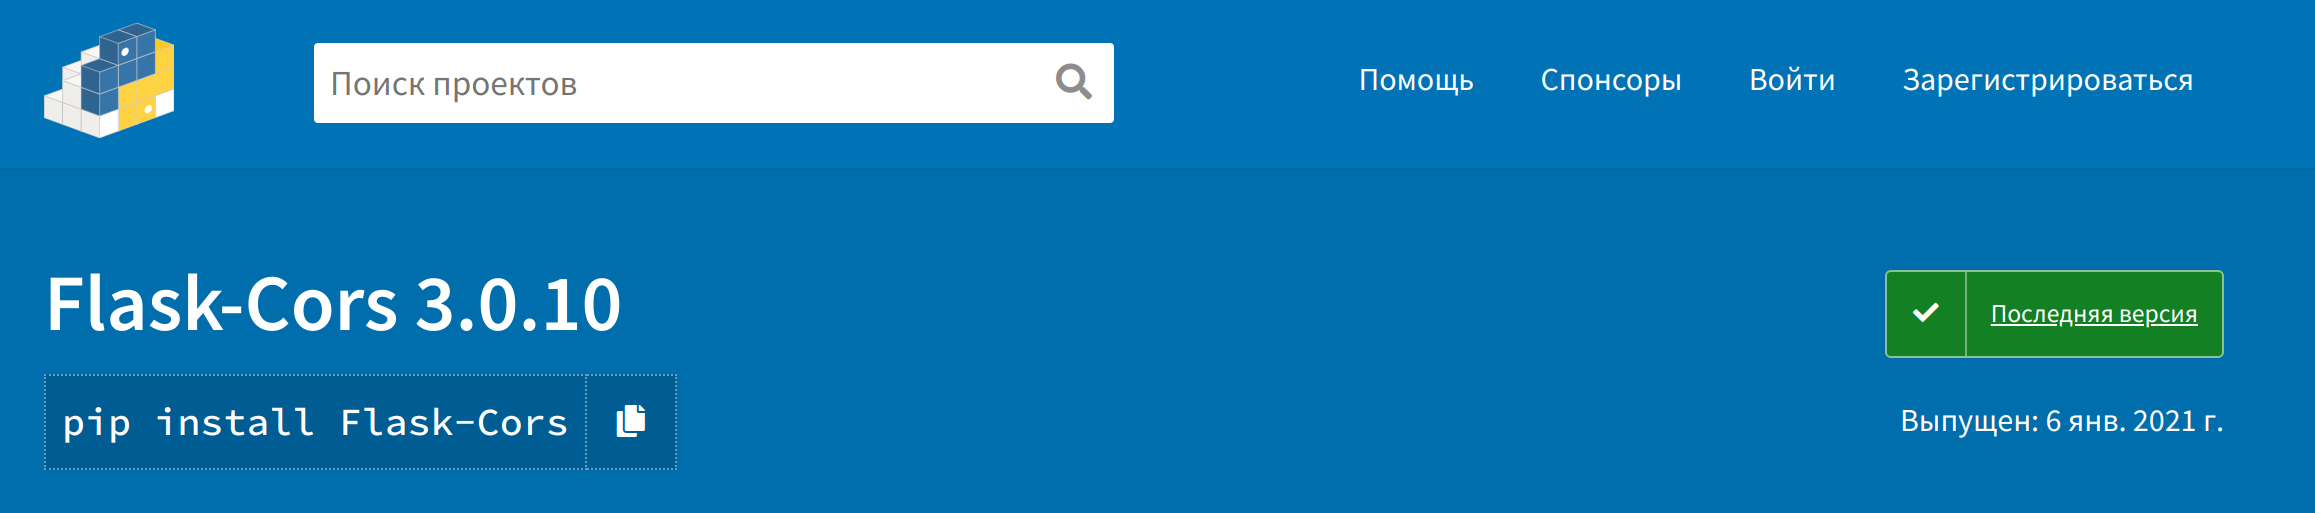 Поиск проектов
Помощь Спонсоры Войти Зарегистрироваться
Flask-Cors 3.0.10
Последняя версия
pip install Flask-Cors
Выпущен: 6 янв. 2021 г.